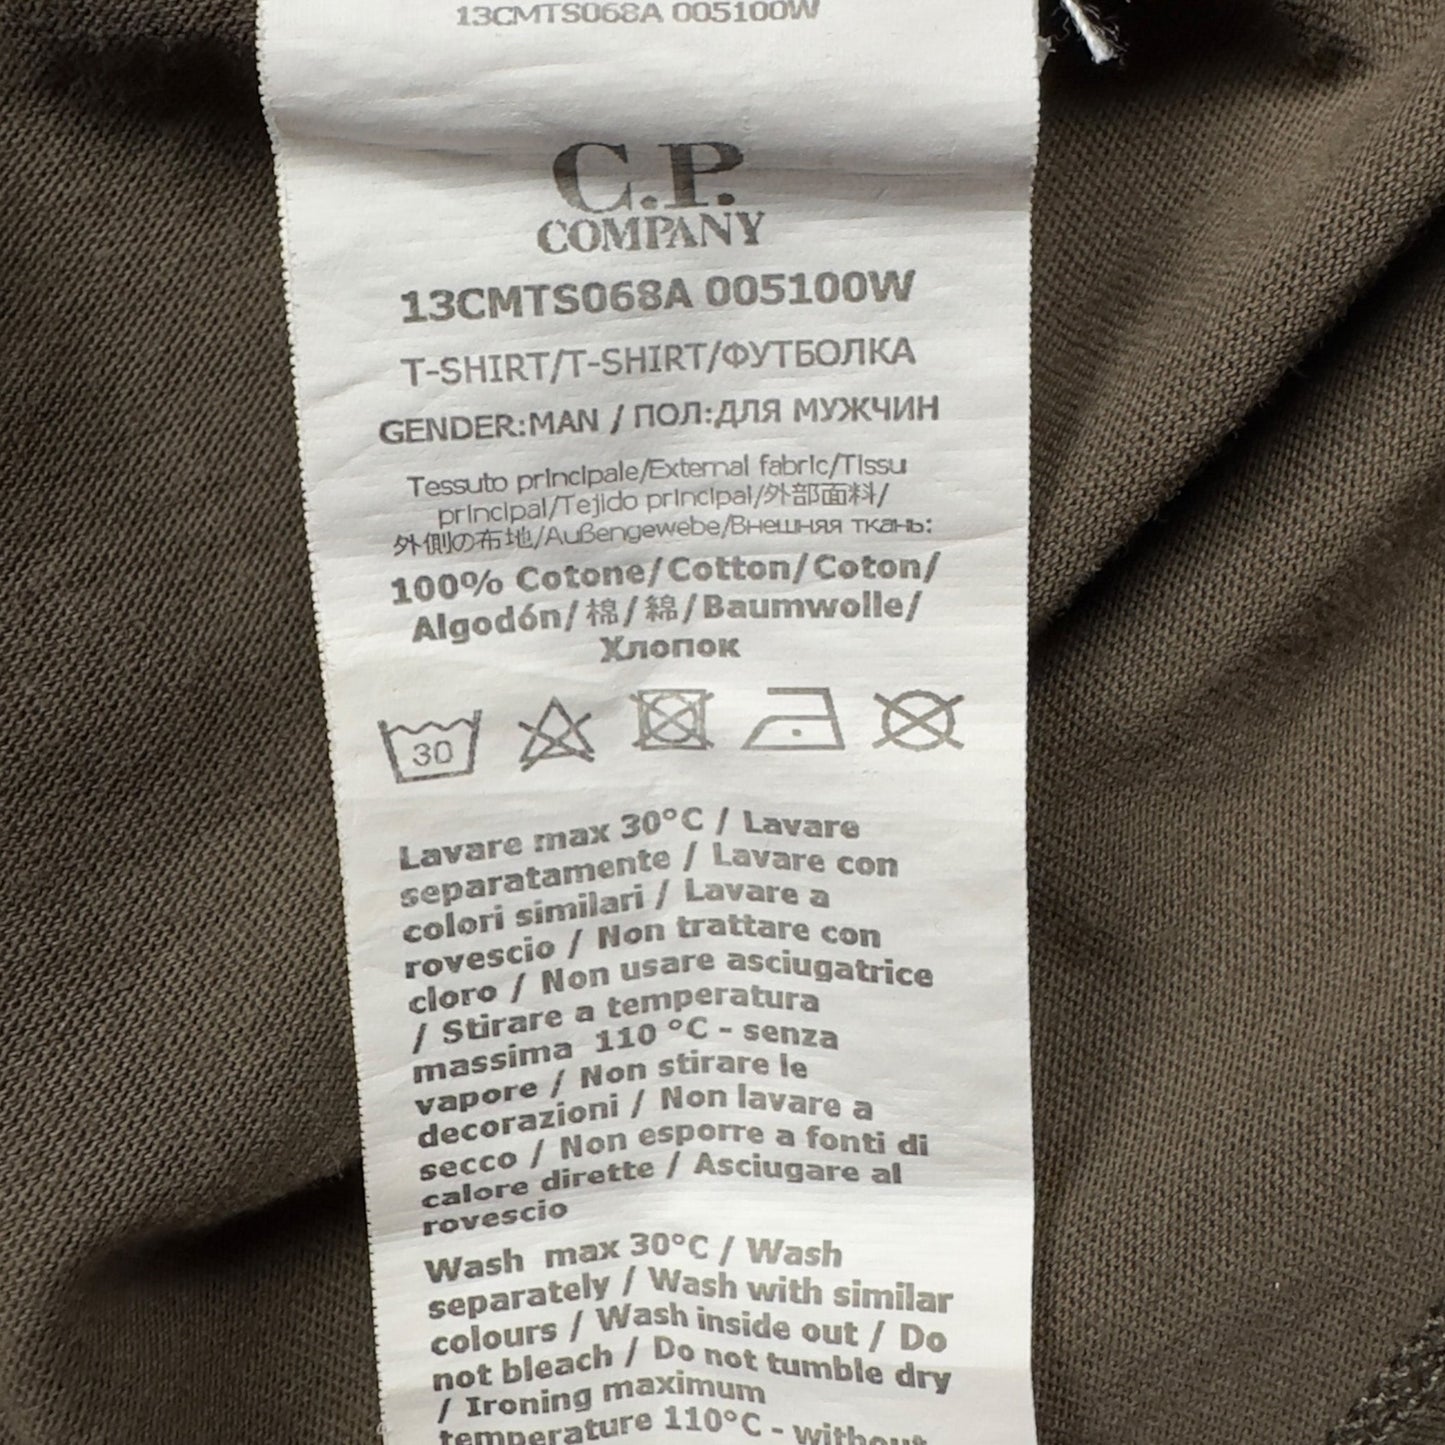 13CMTS068A 005100W
C.P.
COMPANY
13CMTS068A 005100W
T-SHIRT/T-SHIRT/ФУТБОЛКА
GENDER:MAN / ПОЛ:ДЛЯ МУЖЧИН
Tessuto principale/External fabric/Tissu
principal/Tejido principal/外部面料/
外側の布地/Außengewebe/Внешняя ткань:
100% Cotone/Cotton/Coton/
Algodón/棉/綿/Baumwolle/
Хлопок
30
Lavare max 30°C / Lavare
separatamente / Lavare con
colori similari / Lavare a
rovescio / Non trattare con
cloro / Non usare asciugatrice
/ Stirare a temperatura
massima 110 °C - senza
vapore / Non stirare le
decorazioni / Non lavare a
secco / Non esporre a fonti di
calore dirette / Asciugare al
rovescio
Wash max 30°C / Wash
separately / Wash with similar
colours / Wash inside out / Do
not bleach / Do not tumble dry
/ Ironing maximum
temperature 110°C - without